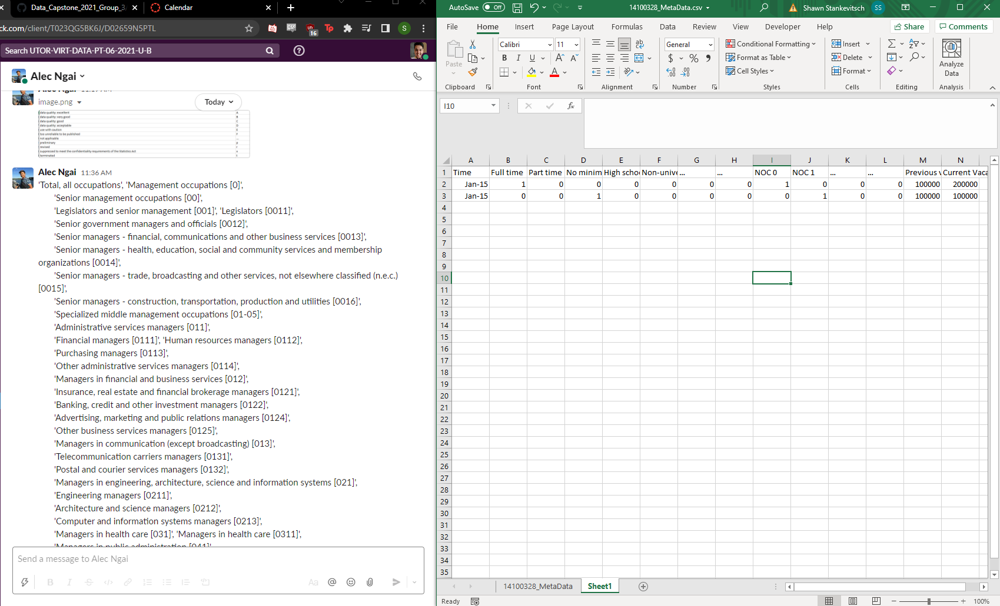 Data_Capstone_2021_Group_3
Calendar
ck.com/client/T023QG5BK6J/D02659N5PTL
16
S
Search UTOR-VIRT-DATA-PT-06-2021-U-B
Alec Ngai
Alec Ngai 11:19 AM
image.png
Today
data quality: excellent A
data quality: very good B
data quality: good C
data quality: acceptable D
use with caution E
too unreliable to be published F
not applicable ...
preliminary p
revised r
suppressed to meet the confidentiality requirements of the Statistics Act x
terminated t
Alec Ngai 11:36 AM
'Total, all occupations', 'Management occupations [0]',
'Senior management occupations [00]',
'Legislators and senior management [001]', 'Legislators [0011]',
'Senior government managers and officials [0012]',
'Senior managers - financial, communications and other business services [0013]',
'Senior managers - health, education, social and community services and membership
organizations [0014]',
'Senior managers - trade, broadcasting and other services, not elsewhere classified (n.e.c.)
[0015]',
'Senior managers - construction, transportation, production and utilities [0016]',
'Specialized middle management occupations [01-05]',
'Administrative services managers [011]',
'Financial managers [0111]', 'Human resources managers [0112]',
'Purchasing managers [0113]',
'Other administrative services managers [0114]',
'Managers in financial and business services [012]',
'Insurance, real estate and financial brokerage managers [0121]',
'Banking, credit and other investment managers [0122]',
'Advertising, marketing and public relations managers [0124]',
'Other business services managers [0125]',
'Managers in communication (except broadcasting) [013]',
'Telecommunication carriers managers [0131]',
'Postal and courier services managers [0132]',
'Managers in engineering, architecture, science and information systems [021]',
'Engineering managers [0211]',
'Architecture and science managers [0212]',
'Computer and information systems managers [0213]',
'Managers in health care [031]', 'Managers in health care [0311]',
'Managers in public administration [041]'
Send a message to Alec Ngai
B I S Aa @
AutoSave Off
14100328_MetaData.csv
Shawn Stankevitsch SS
File Home Insert Page Layout Formulas Data Review View Developer Help Share Comments
Paste
Calibri 11
B I U A A A
ab
General
$ % 9
Conditional Formatting
Format as Table
Cell Styles
Insert
Delete
Format
Analyze
Data
Clipboard Font Alignment Number Styles Cells Editing Analysis
I10 fx
A B C D E F G H I J K L M N
1 Time Full time Part time No minim High schoo Non-unive ... ... NOC 0 NOC 1 ... ... Previous v Current Vaca
2 Jan-15 1 0 0 0 0 0 0 1 0 0 0 100000 200000
3 Jan-15 0 0 1 0 0 0 0 0 1 0 0 100000 100000
4
5
6
7
8
9
10
11
12
13
14
15
16
17
18
19
20
21
22
23
24
25
26
27
28
29
30
31
32
33
34
35
14100328_MetaData Sheet1
Ready
100%